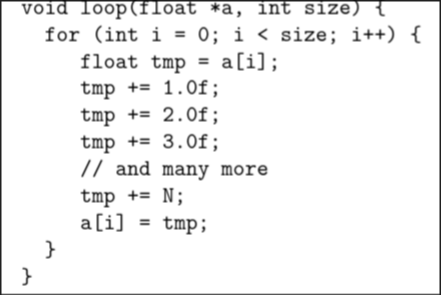 void loop(float *a, int size) {
for (int i = 0; i < size; i++) {
float tmp = a[i];
tmp += 1.0f;
tmp += 2.0f;
tmp += 3.0f;
// and many more
tmp += N;
a[i] = tmp;
}
}